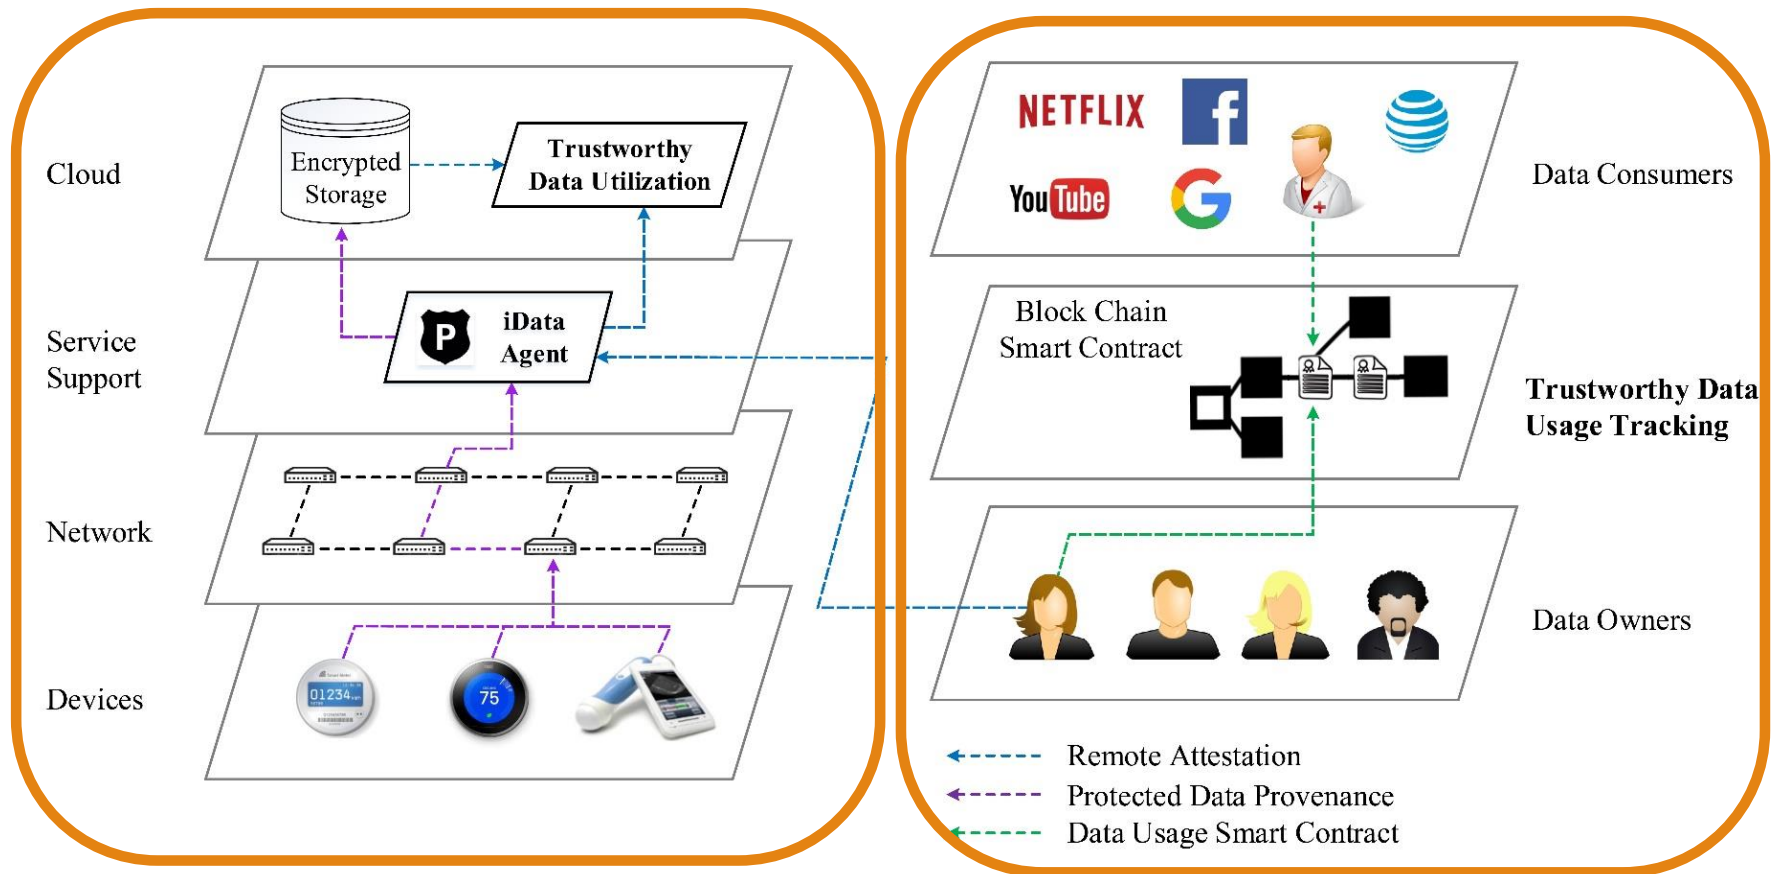 Cloud
Encrypted
Storage
Trustworthy
Data Utilization
Service
Support
P
iData
Agent
Network
Devices
01234
75
NETFLIX
f
YouTube
G
Data Consumers
Block Chain
Smart Contract
Trustworthy Data
Usage Tracking
Data Owners
Remote Attestation
Protected Data Provenance
Data Usage Smart Contract